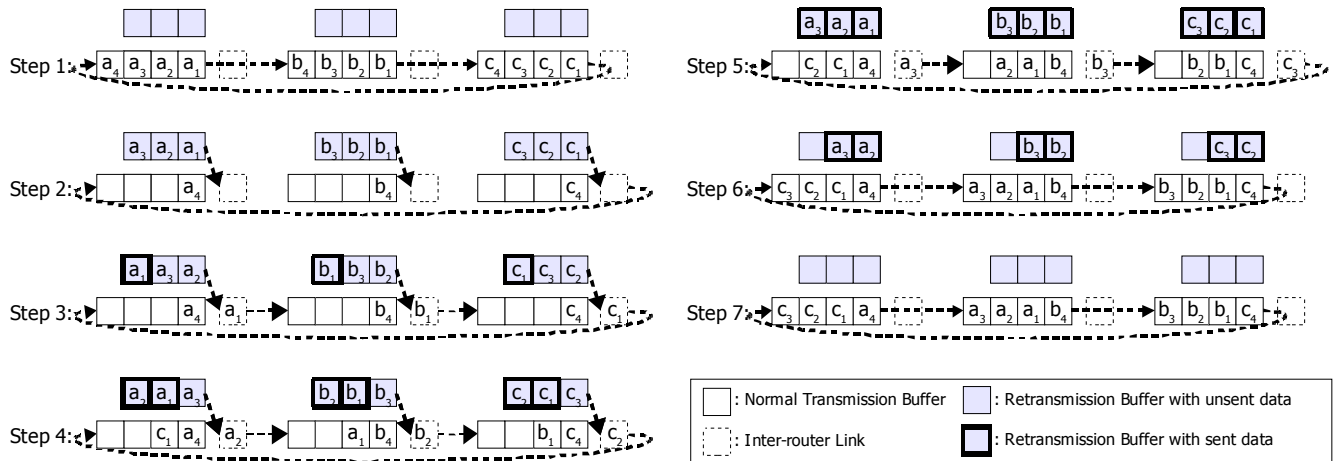 Step 1:
a₄ a₃ a₂ a₁
b₄ b₃ b₂ b₁
c₄ c₃ c₂ c₁
a₃ a₂ a₁
b₃ b₂ b₁
c₃ c₂ c₁
Step 2:
a₄
b₄
c₄
a₁ a₃ a₂
b₁ b₃ b₂
c₁ c₃ c₂
Step 3:
a₄ a₁
b₄ b₁
c₄ c₁
a₂ a₁ a₃
b₂ b₁ b₃
c₂ c₁ c₃
Step 4:
c₁ a₄ a₂
a₁ b₄ b₂
b₁ c₄ c₂
a₃ a₂ a₁
b₃ b₂ b₁
c₃ c₂ c₁
Step 5:
c₂ c₁ a₄ a₃
a₂ a₁ b₄ b₃
b₂ b₁ c₄ c₃
a₃ a₂
b₃ b₂
c₃ c₂
Step 6:
c₃ c₂ c₁ a₄
a₃ a₂ a₁ b₄
b₃ b₂ b₁ c₄
Step 7:
c₃ c₂ c₁ a₄
a₃ a₂ a₁ b₄
b₃ b₂ b₁ c₄
: Normal Transmission Buffer
: Retransmission Buffer with unsent data
: Inter-router Link
: Retransmission Buffer with sent data